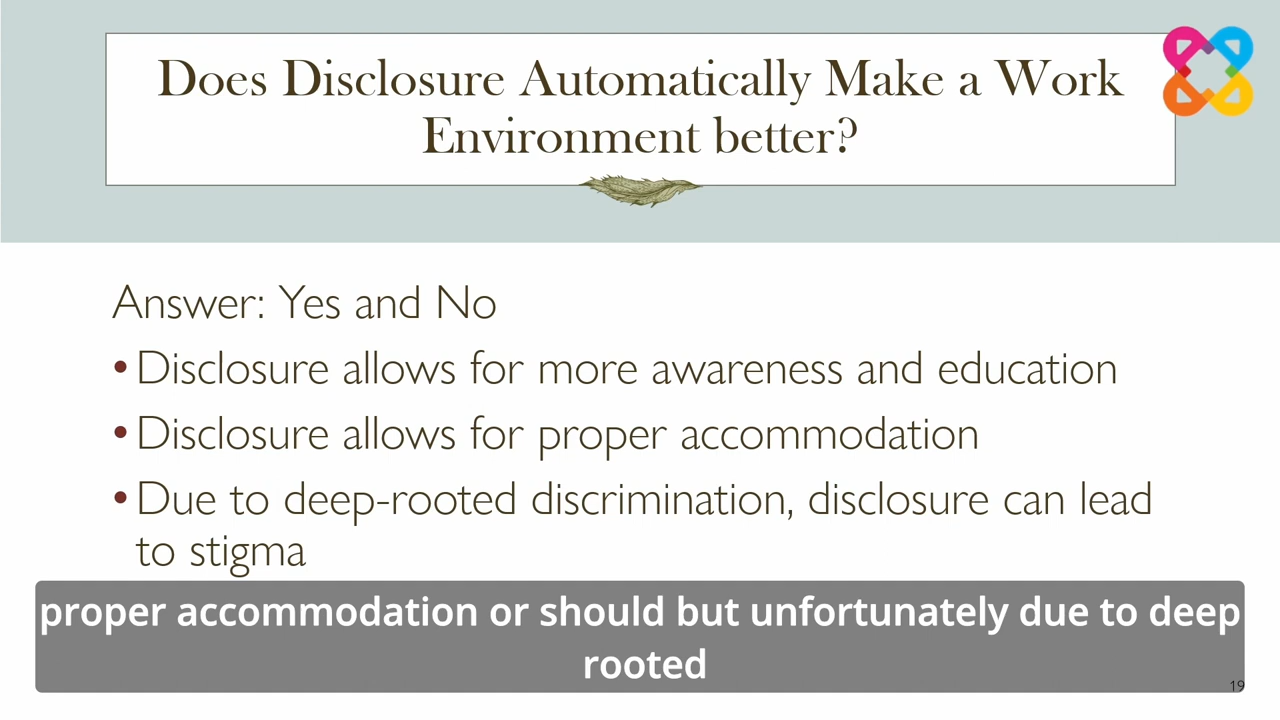 Does Disclosure Automatically Make a Work
Environment better?
Answer: Yes and No
•Disclosure allows for more awareness and education
•Disclosure allows for proper accommodation
•Due to deep-rooted discrimination, disclosure can lead
to stigma
proper accommodation or should but unfortunately due to deep
rooted
19